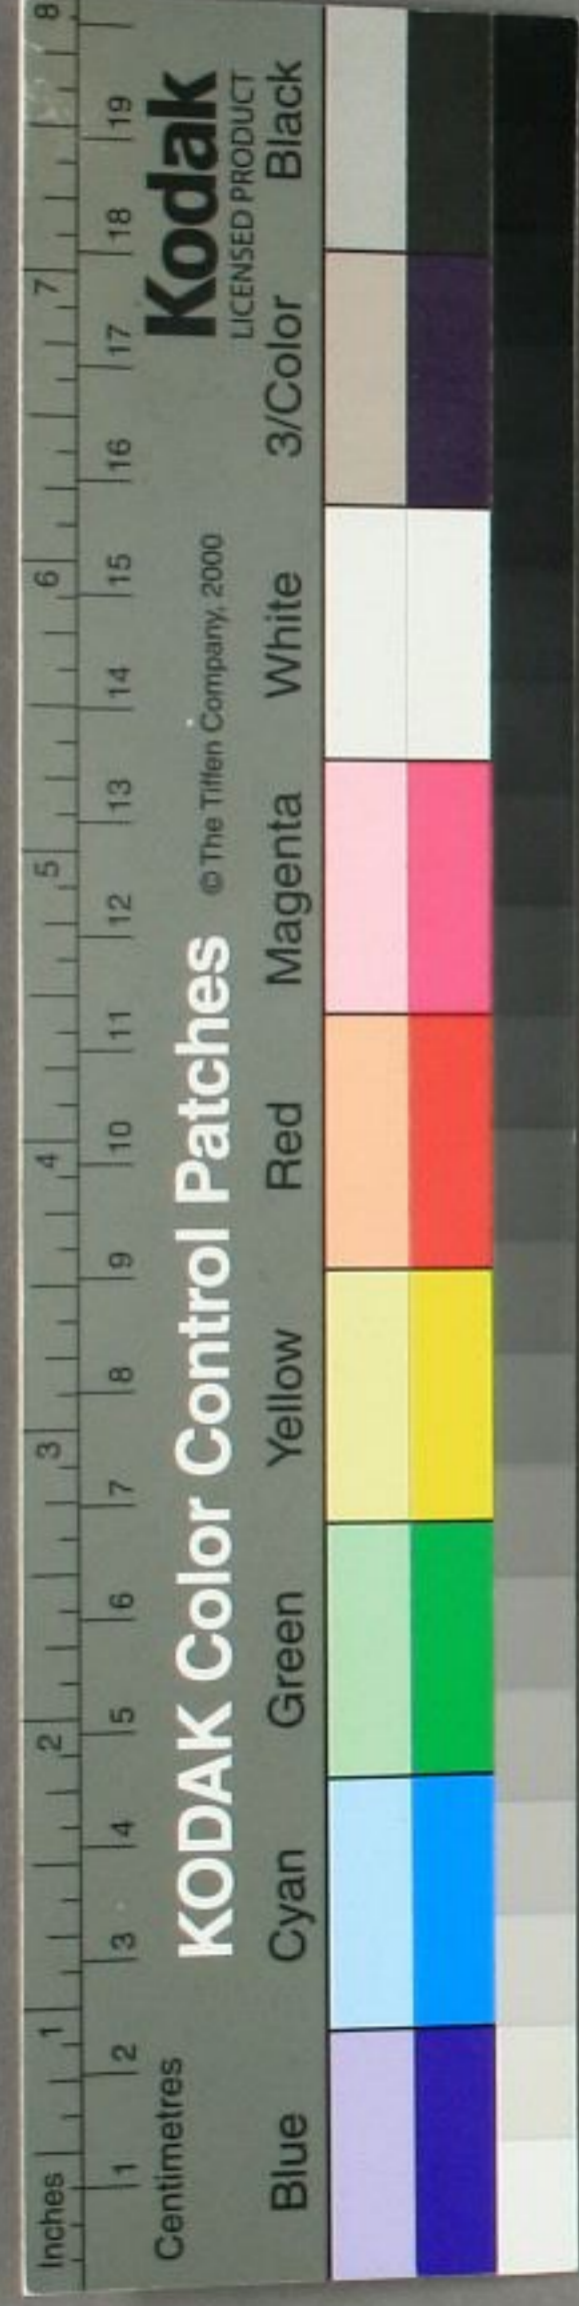 Inches 1 2 3 4 5 6 7 8
1 2 3 4 5 6 7 8 9 10 11 12 13 14 15 16 17 18 19
Centimetres
KODAK Color Control Patches © The Tiffen Company, 2000
Kodak
LICENSED PRODUCT
Blue Cyan Green Yellow Red Magenta White 3/Color Black